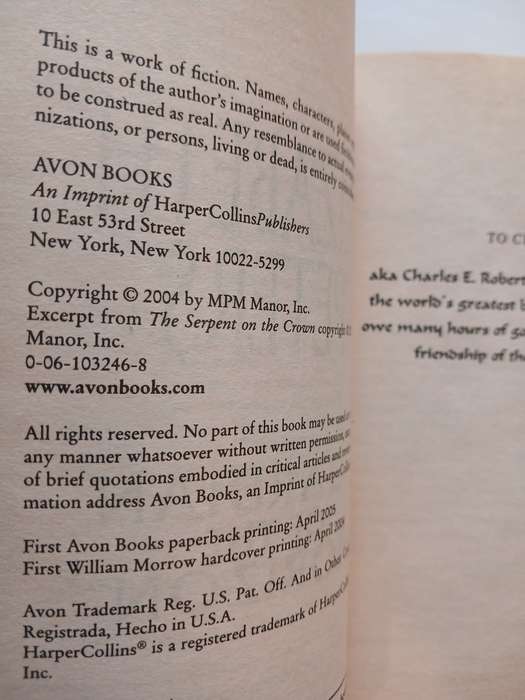 This is a work of fiction. Names, characters,
products of the author's imagination or are used
to be construed as real. Any resemblance to actual
nizations, or persons, living or dead, is entirely
AVON BOOKS
An Imprint of HarperCollinsPublishers
10 East 53rd Street
New York, New York 10022-5299
Copyright © 2004 by MPM Manor, Inc.
Excerpt from The Serpent on the Crown copyright
Manor, Inc.
0-06-103246-8
www.avonbooks.com
All rights reserved. No part of this book may be used
any manner whatsoever without written permission,
of brief quotations embodied in critical articles and
mation address Avon Books, an Imprint of HarperCol
First Avon Books paperback printing: April 2005
First William Morrow hardcover printing: April 2004
Avon Trademark Reg. U.S. Pat. Off. And in Other
Registrada, Hecho in U.S.A.
HarperCollins® is a registered trademark of HarperColl
Inc.
TO C
aka Charles E. Robert
the world's greatest
owe many hours of
friendship of